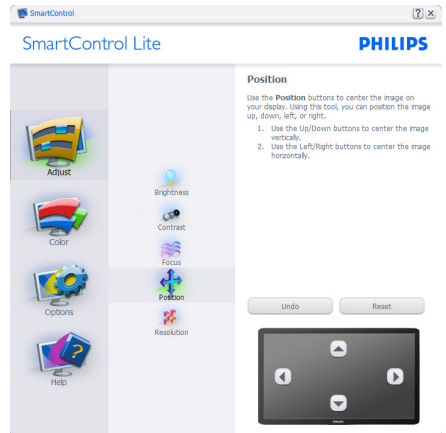 SmartControl
SmartControl Lite
PHILIPS
Adjust
Color
Options
Help
Brightness
Contrast
Focus
Position
Resolution
Position
Use the Position buttons to center the image on
your display. Using this tool, you can position the image
up, down, left, or right.
1. Use the Up/Down buttons to center the image
vertically.
2. Use the Left/Right buttons to center the image
horizontally.
Undo
Reset
PHILIPS